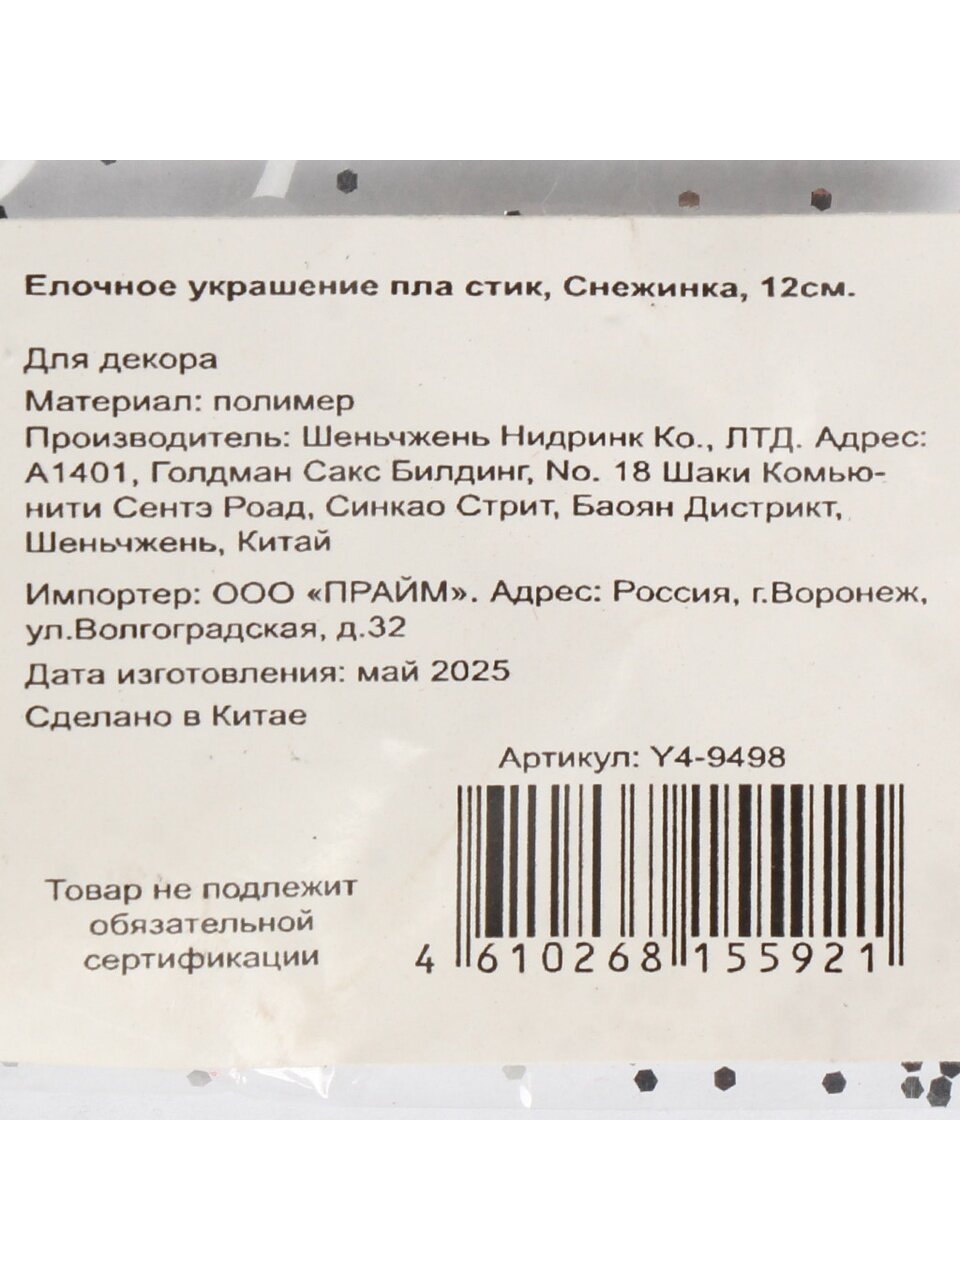 Елочное украшение пла стик, Снежинка, 12см.
Для декора
Материал: полимер
Производитель: Шеньчжень Нидринк Ко., ЛТД. Адрес:
А1401, Голдман Сакс Билдинг, No. 18 Шаки Комью-
нити Сентэ Роад, Синкао Стрит, Баоян Дистрикт,
Шеньчжень, Китай
Импортер: ООО «ПРАЙМ». Адрес: Россия, г.Воронеж,
ул.Волгоградская, д.32
Дата изготовления: май 2025
Сделано в Китае
Артикул: Y4-9498
Товар не подлежит
обязательной
сертификации
4 610268 155921